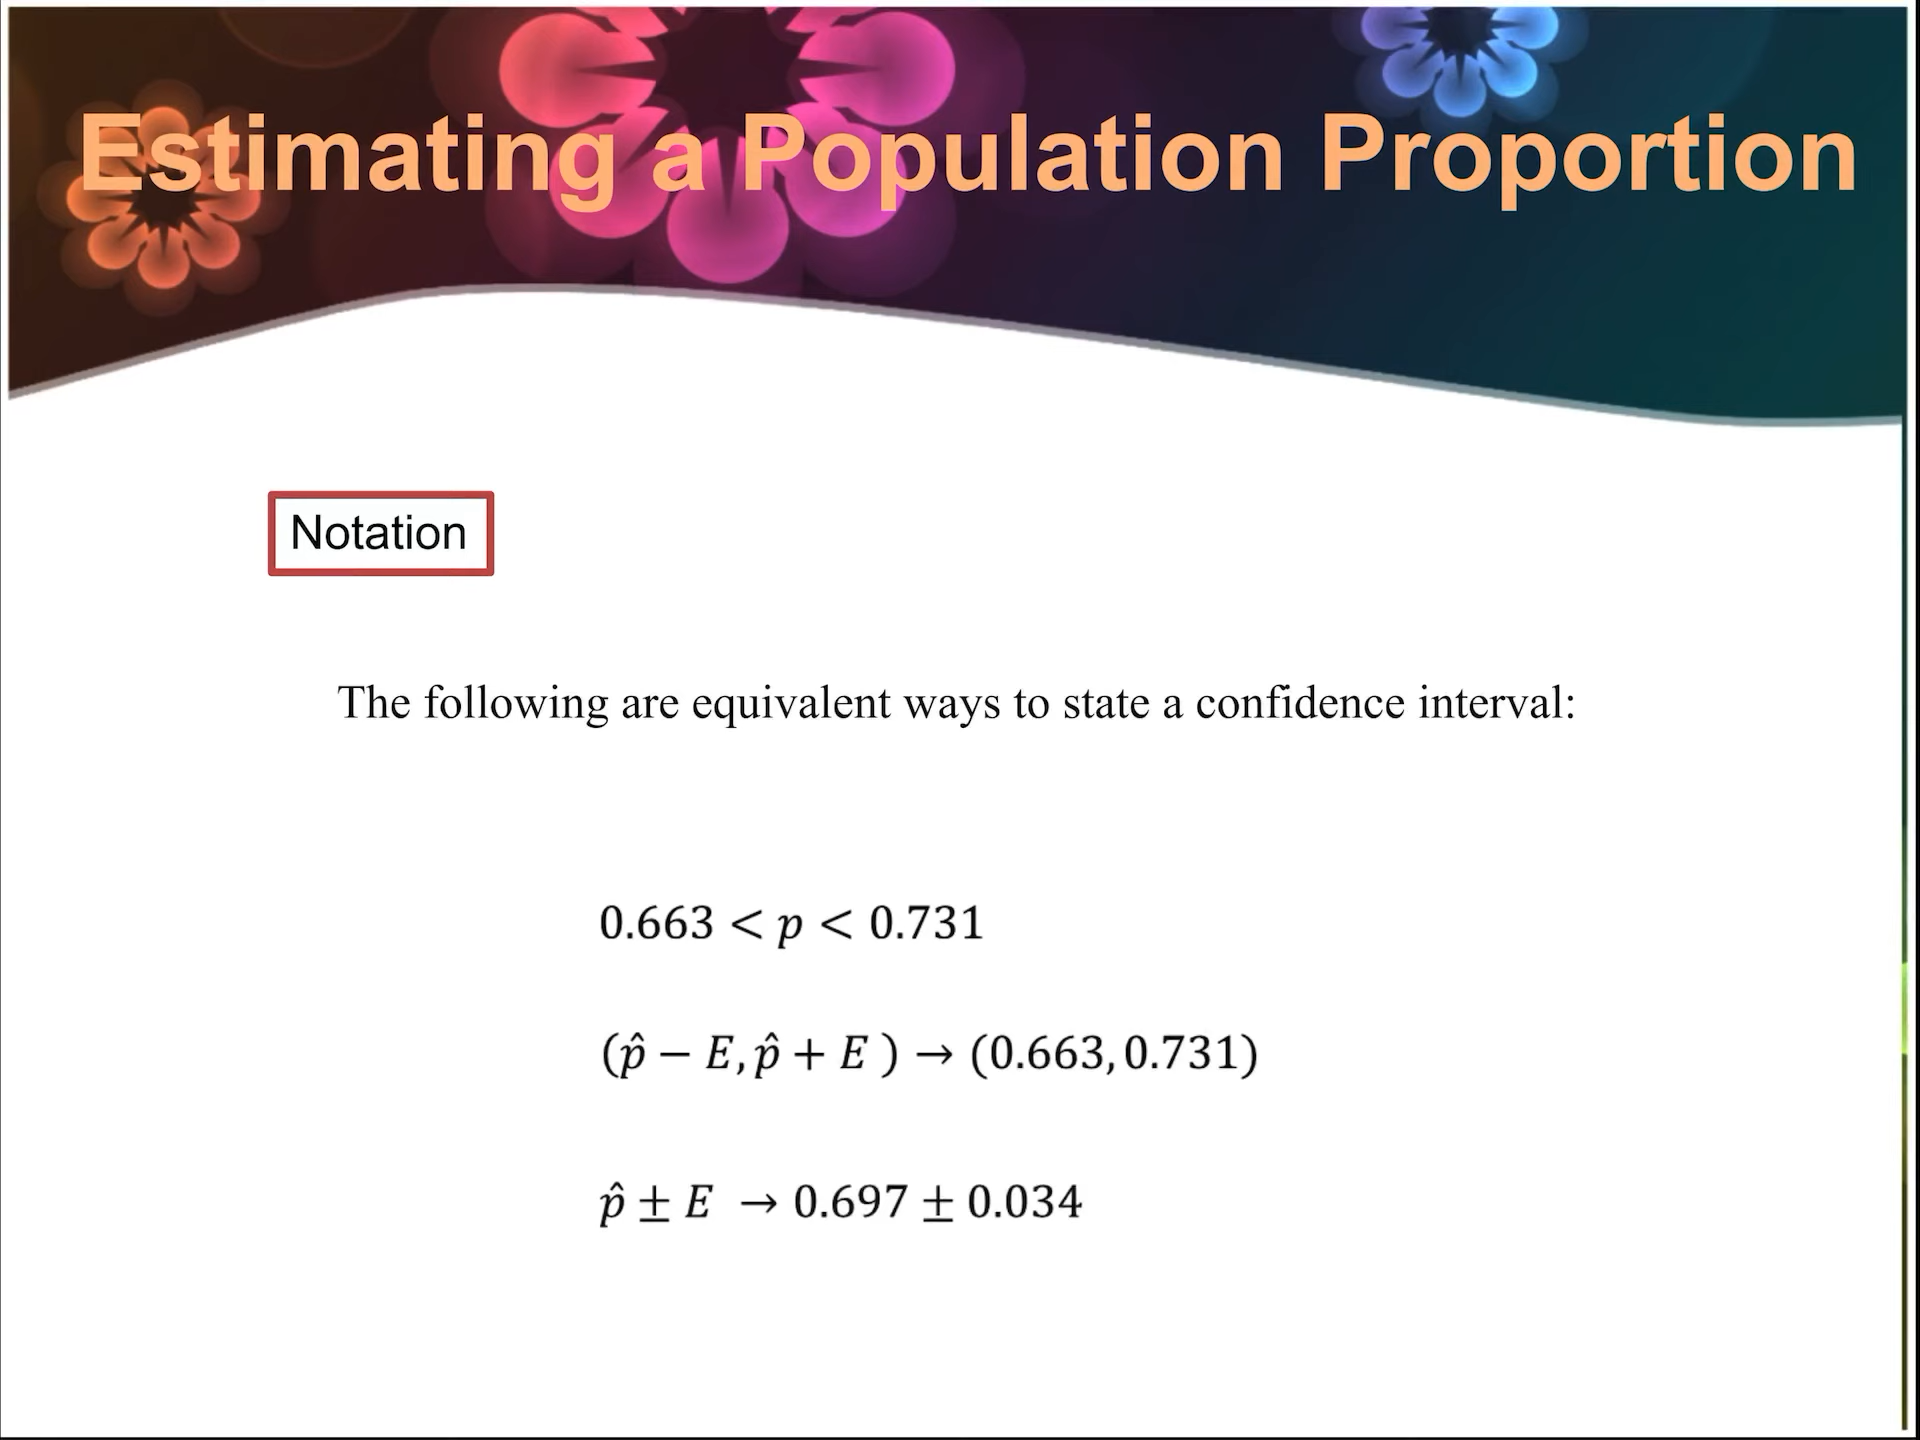 Estimating a Population Proportion
Notation
The following are equivalent ways to state a confidence interval:
0.663 < p < 0.731
(p̂ − E, p̂ + E ) → (0.663, 0.731)
p̂ ± E → 0.697 ± 0.034